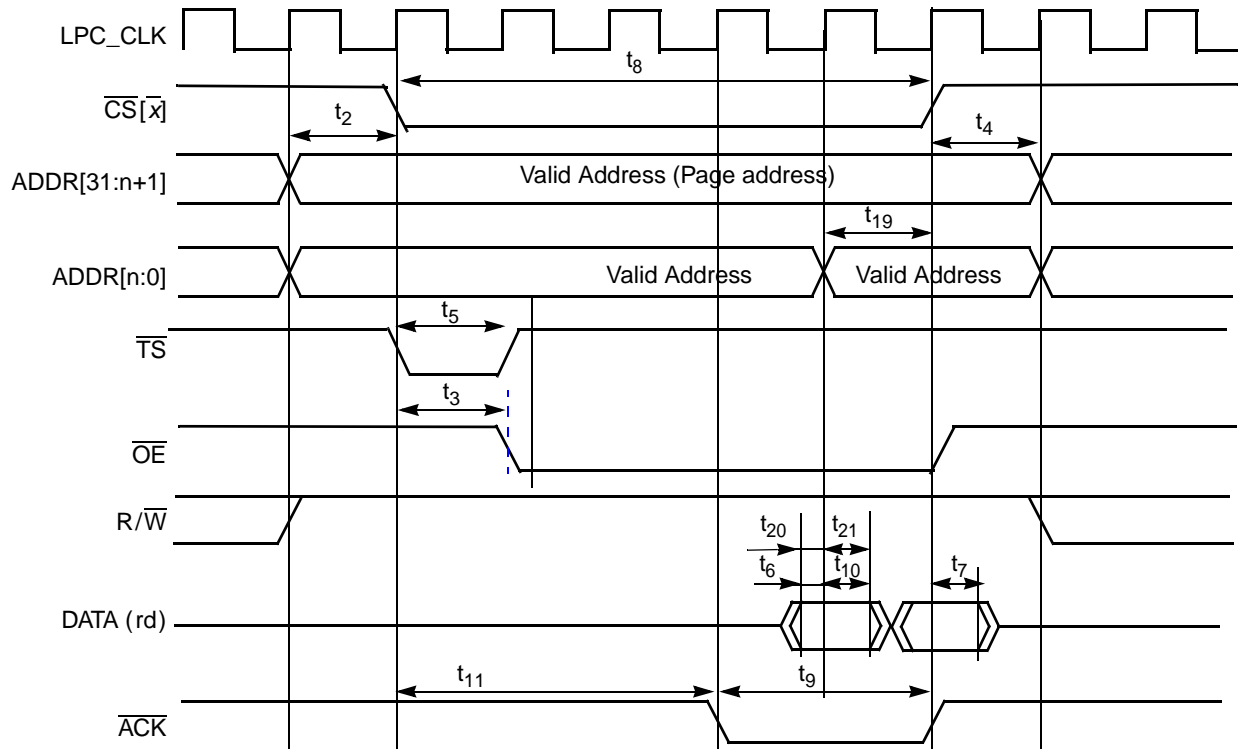 LPC_CLK
t8
CS[x]
t2
t4
ADDR[31:n+1]
Valid Address (Page address)
t19
ADDR[n:0]
Valid Address
Valid Address
t5
TS
t3
OE
R/W
t20
t21
t6
t10
t7
DATA (rd)
t11
t9
ACK